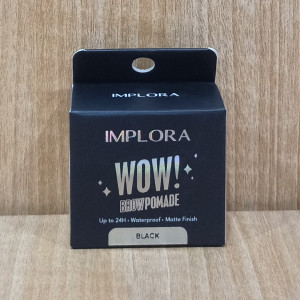 IMPLORA
IMPLORA
WOW!
BROWPOMADE
Up to 24H • Waterproof • Matte Finish
BLACK